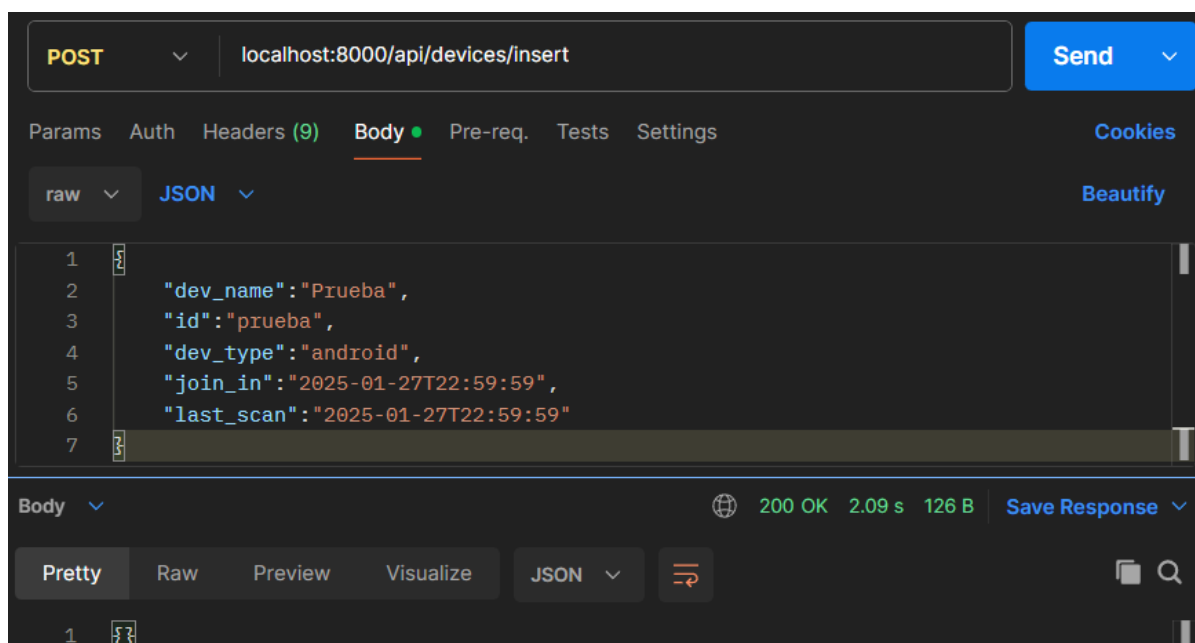 POST localhost:8000/api/devices/insert Send
Params Auth Headers (9) Body Pre-req. Tests Settings Cookies
raw JSON Beautify
1 {
2 "dev_name":"Prueba",
3 "id":"prueba",
4 "dev_type":"android",
5 "join_in":"2025-01-27T22:59:59",
6 "last_scan":"2025-01-27T22:59:59"
7 }
Body 200 OK 2.09 s 126 B Save Response
Pretty Raw Preview Visualize JSON
1 {}